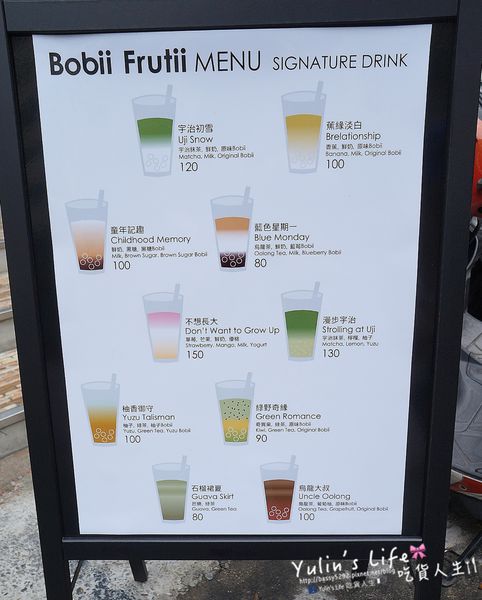 Bobii Frutii MENU SIGNATURE DRINK
宇治初雪
Uji Snow
宇治抹茶, 鮮奶, 原味Bobii
Matcha, Milk, Original Bobii
120
蕉緣淡白
Brelationship
香蕉, 鮮奶, 原味Bobii
Banana, Milk, Original Bobii
100
童年記趣
Childhood Memory
鮮奶, 黑糖, 黑糖Bobii
Milk, Brown Sugar, Brown Sugar Bobii
100
藍色星期一
Blue Monday
烏龍茶, 鮮奶, 藍莓Bobii
Oolong Tea, Milk, Blueberry Bobii
80
不想長大
Don't Want to Grow Up
草莓, 芒果, 鮮奶, 優格
Strawberry, Mango, Milk, Yogurt
150
漫步宇治
Strolling at Uji
宇治抹茶, 檸檬, 柚子
Matcha, Lemon, Yuzu
130
柚香御守
Yuzu Talisman
柚子, 綠茶, 柚子Bobii
Yuzu, Green Tea, Yuzu Bobii
100
綠野奇緣
Green Romance
奇異果, 綠茶, 原味Bobii
Kiwi, Green Tea, Original Bobii
90
石榴裙夏
Guava Skirt
芭樂, 綠茶
Guava, Green Tea
80
烏龍大叔
Uncle Oolong
烏龍茶, 葡萄柚, 原味Bobii
Oolong Tea, Grapefruit, Original Bobii
100
Yulin's Life
吃貨人生!!
http://bassy5292.pixnet.net/blog
Yulin's Life 吃貨人生